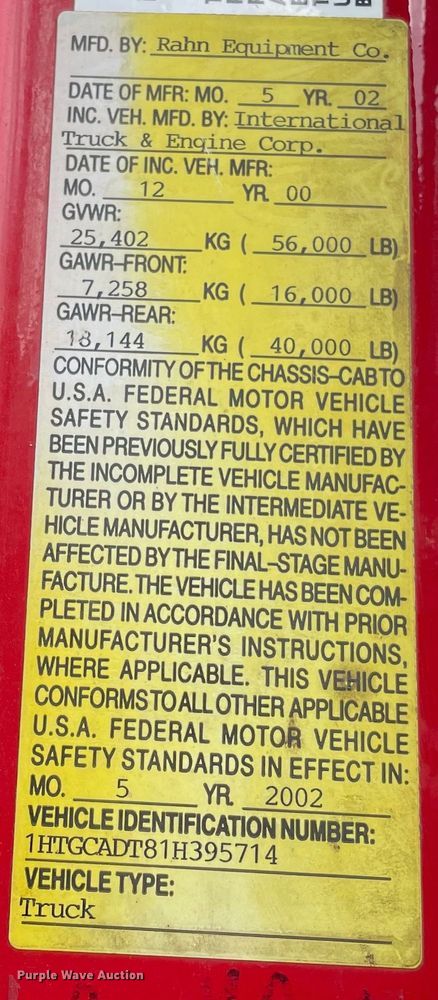 MFD. BY: Rahn Equipment Co.
DATE OF MFR: MO. 5 YR. 02
INC. VEH. MFD. BY: International
Truck & Engine Corp.
DATE OF INC. VEH. MFR:
MO. 12 YR. 00
GVWR:
25,402 KG ( 56,000 LB)
GAWR-FRONT:
7,258 KG ( 16,000 LB)
GAWR-REAR:
18,144 KG ( 40,000 LB)
CONFORMITY OF THE CHASSIS-CAB TO
U.S.A. FEDERAL MOTOR VEHICLE
SAFETY STANDARDS, WHICH HAVE
BEEN PREVIOUSLY FULLY CERTIFIED BY
THE INCOMPLETE VEHICLE MANUFAC-
TURER OR BY THE INTERMEDIATE VE-
HICLE MANUFACTURER, HAS NOT BEEN
AFFECTED BY THE FINAL-STAGE MANU-
FACTURE. THE VEHICLE HAS BEEN COM-
PLETED IN ACCORDANCE WITH PRIOR
MANUFACTURER'S INSTRUCTIONS,
WHERE APPLICABLE. THIS VEHICLE
CONFORMS TO ALL OTHER APPLICABLE
U.S.A. FEDERAL MOTOR VEHICLE
SAFETY STANDARDS IN EFFECT IN:
MO. 5 YR. 2002
VEHICLE IDENTIFICATION NUMBER:
1HTGCADT81H395714
VEHICLE TYPE:
Truck
Purple Wave Auction